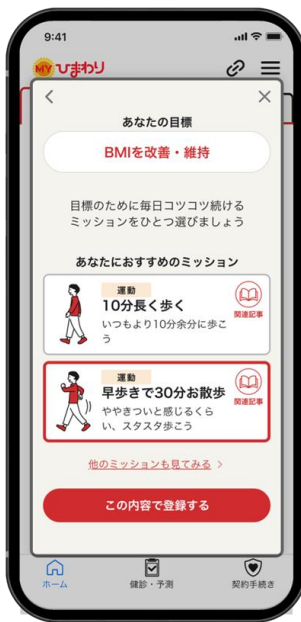 9:41
MY ひまわり
あなたの目標
BMIを改善・維持
目標のために毎日コツコツ続ける
ミッションをひとつ選びましょう
あなたにおすすめのミッション
運動
10分長く歩く
関連記事
いつもより10分余分に歩こ
う
運動
早歩きで30分お散歩
関連記事
ややきついと感じるくら
い、スタスタ歩こう
他のミッションも見てみる >
この内容で登録する
ホーム
健診・予測
契約手続き